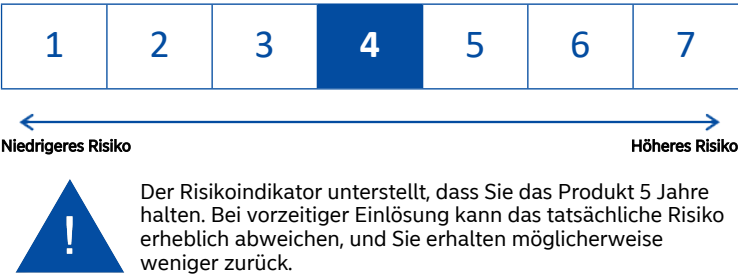 1 2 3 4 5 6 7
Niedrigeres Risiko Höheres Risiko
Der Risikoindikator unterstellt, dass Sie das Produkt 5 Jahre
halten. Bei vorzeitiger Einlösung kann das tatsächliche Risiko
erheblich abweichen, und Sie erhalten möglicherweise
weniger zurück.
!